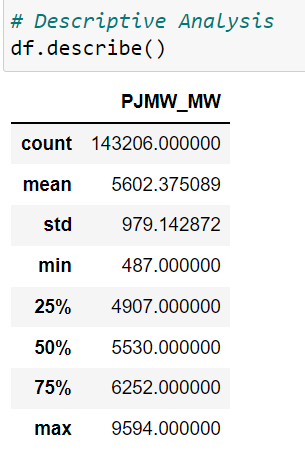 # Descriptive Analysis
df.describe()
PJMW_MW
count 143206.000000
mean 5602.375089
std 979.142872
min 487.000000
25% 4907.000000
50% 5530.000000
75% 6252.000000
max 9594.000000